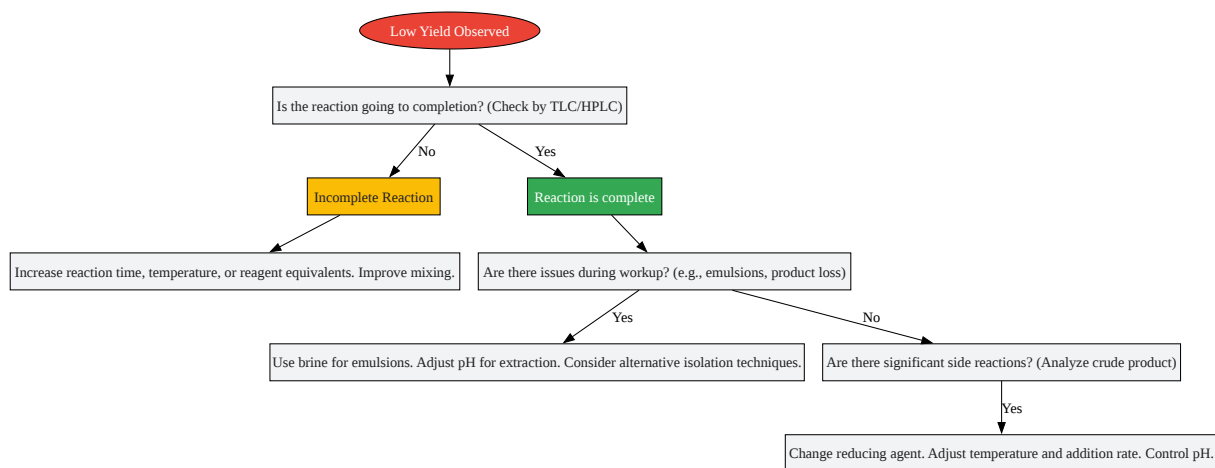 Low Yield Observed
Is the reaction going to completion? (Check by TLC/HPLC)
No
Yes
Incomplete Reaction
Reaction is complete
Increase reaction time, temperature, or reagent equivalents. Improve mixing.
Are there issues during workup? (e.g., emulsions, product loss)
Yes
No
Use brine for emulsions. Adjust pH for extraction. Consider alternative isolation techniques.
Are there significant side reactions? (Analyze crude product)
Yes
Change reducing agent. Adjust temperature and addition rate. Control pH.